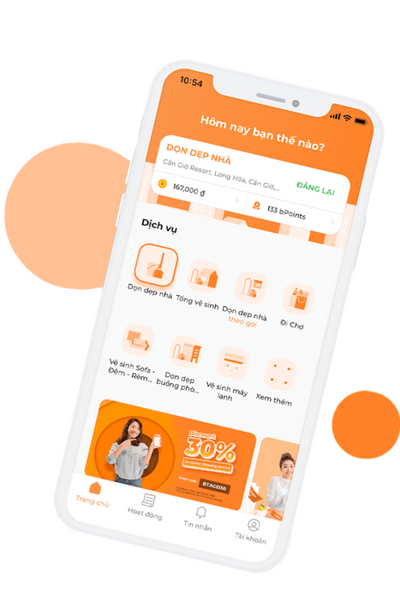 10:54
Hôm nay bạn thế nào?
DỌN DẸP NHÀ
Cần Giờ Resort, Long Hòa, Cần Giờ,...
ĐĂNG LẠI
167,000 ₫
133 bPoints
Dịch vụ
Dọn dẹp nhà
Tổng vệ sinh
Dọn dẹp nhà
theo gói
Đi Chợ
Vệ sinh Sofa -
Đệm - Rèm...
Dọn dẹp
buồng phò...
Vệ sinh máy
lạnh
Xem thêm
Discount
30%
BTAGD30
Trang chủ
Hoạt động
Tin nhắn
Tài khoản